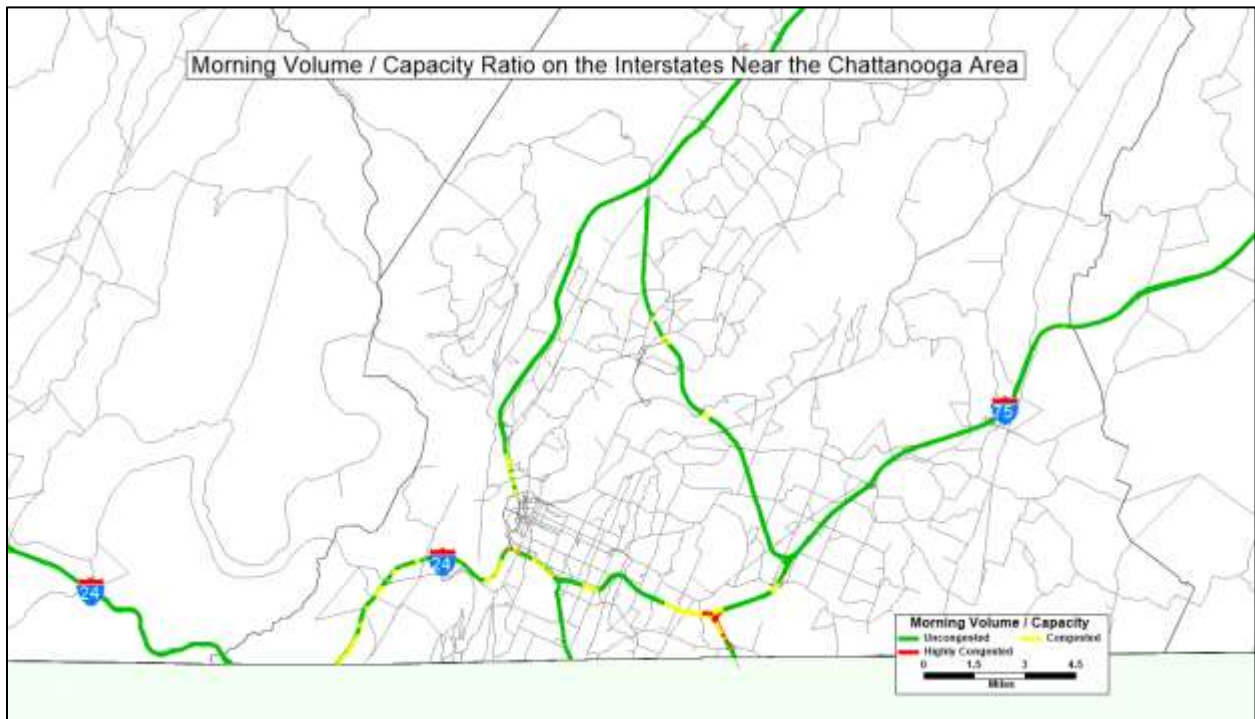 Morning Volume / Capacity Ratio on the Interstates Near the Chattanooga Area
75
24
24
Morning Volume / Capacity
Uncongested Congested
Highly Congested
0 1.5 3 4.5
Miles